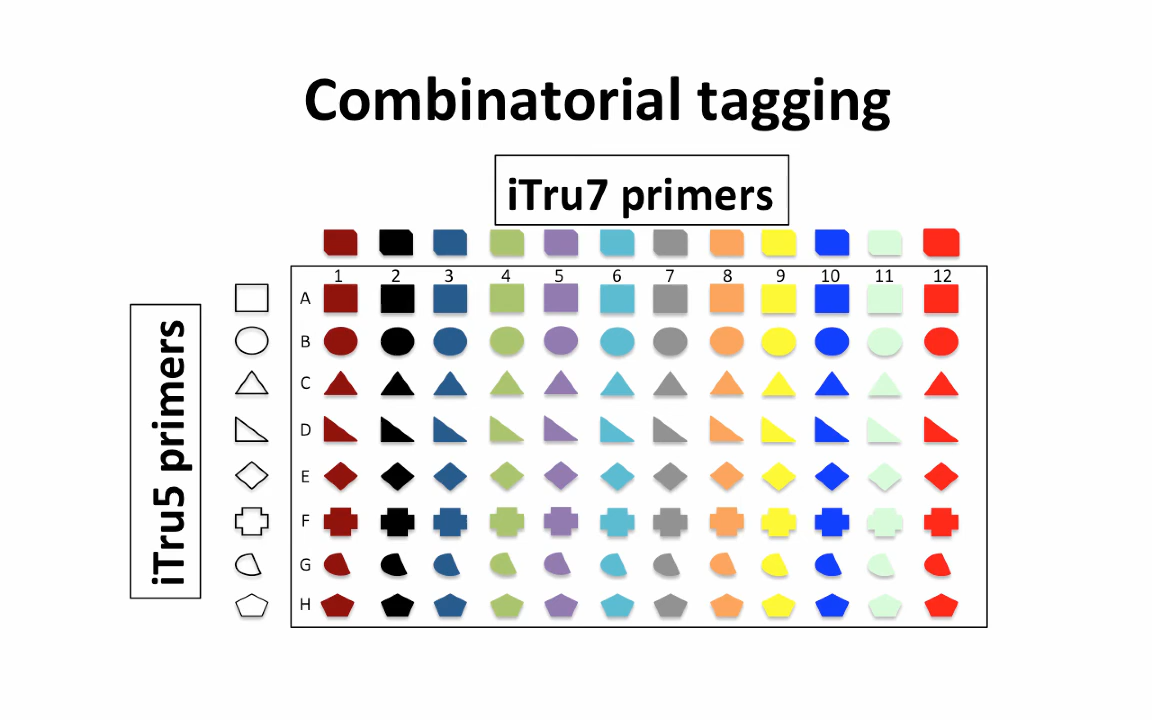 Combinatorial tagging
iTru7 primers
iTru5 primers
1 2 3 4 5 6 7 8 9 10 11 12
A
B
C
D
E
F
G
H